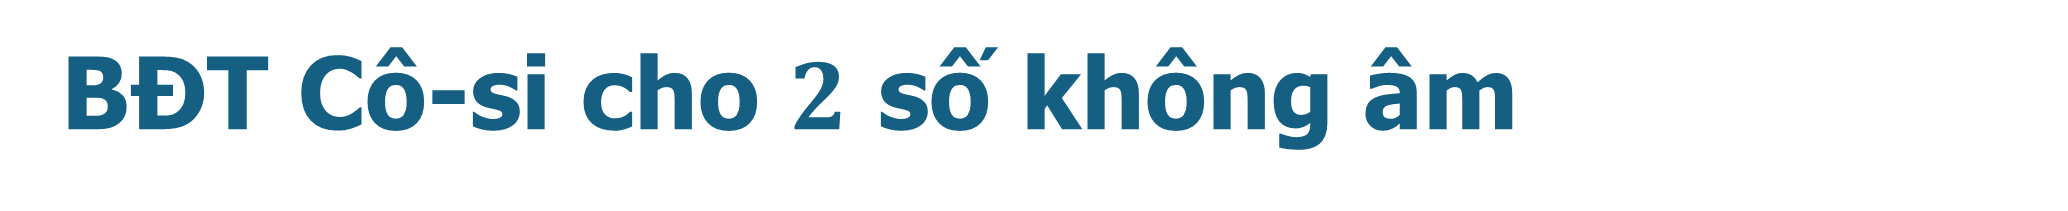 BĐT Cô-si cho 2 số không âm